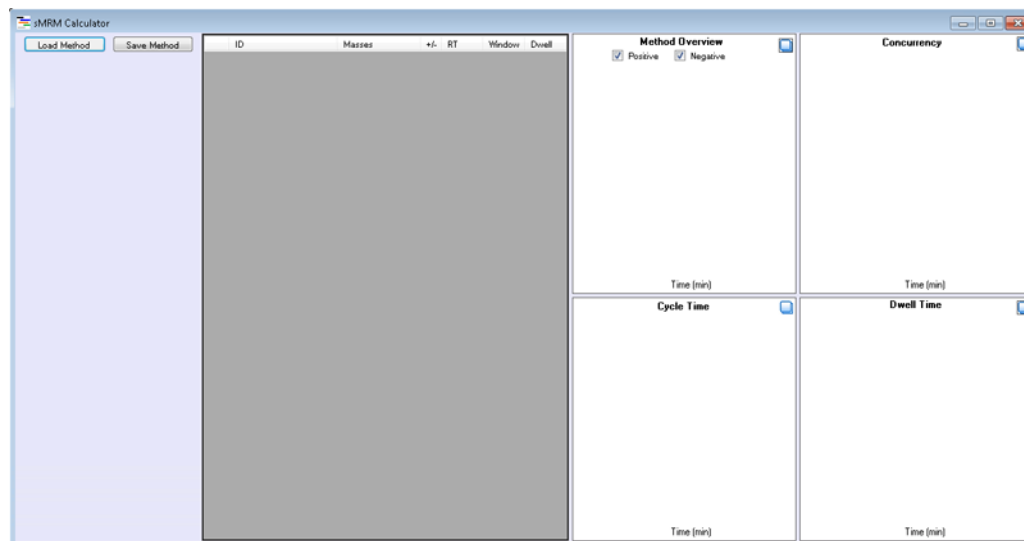 sMRM Calculator
Load Method Save Method
ID Masses +/- RT Window Dwell
Method Overview
Positive Negative
Time (min)
Concurrency
Time (min)
Cycle Time
Time (min)
Dwell Time
Time (min)